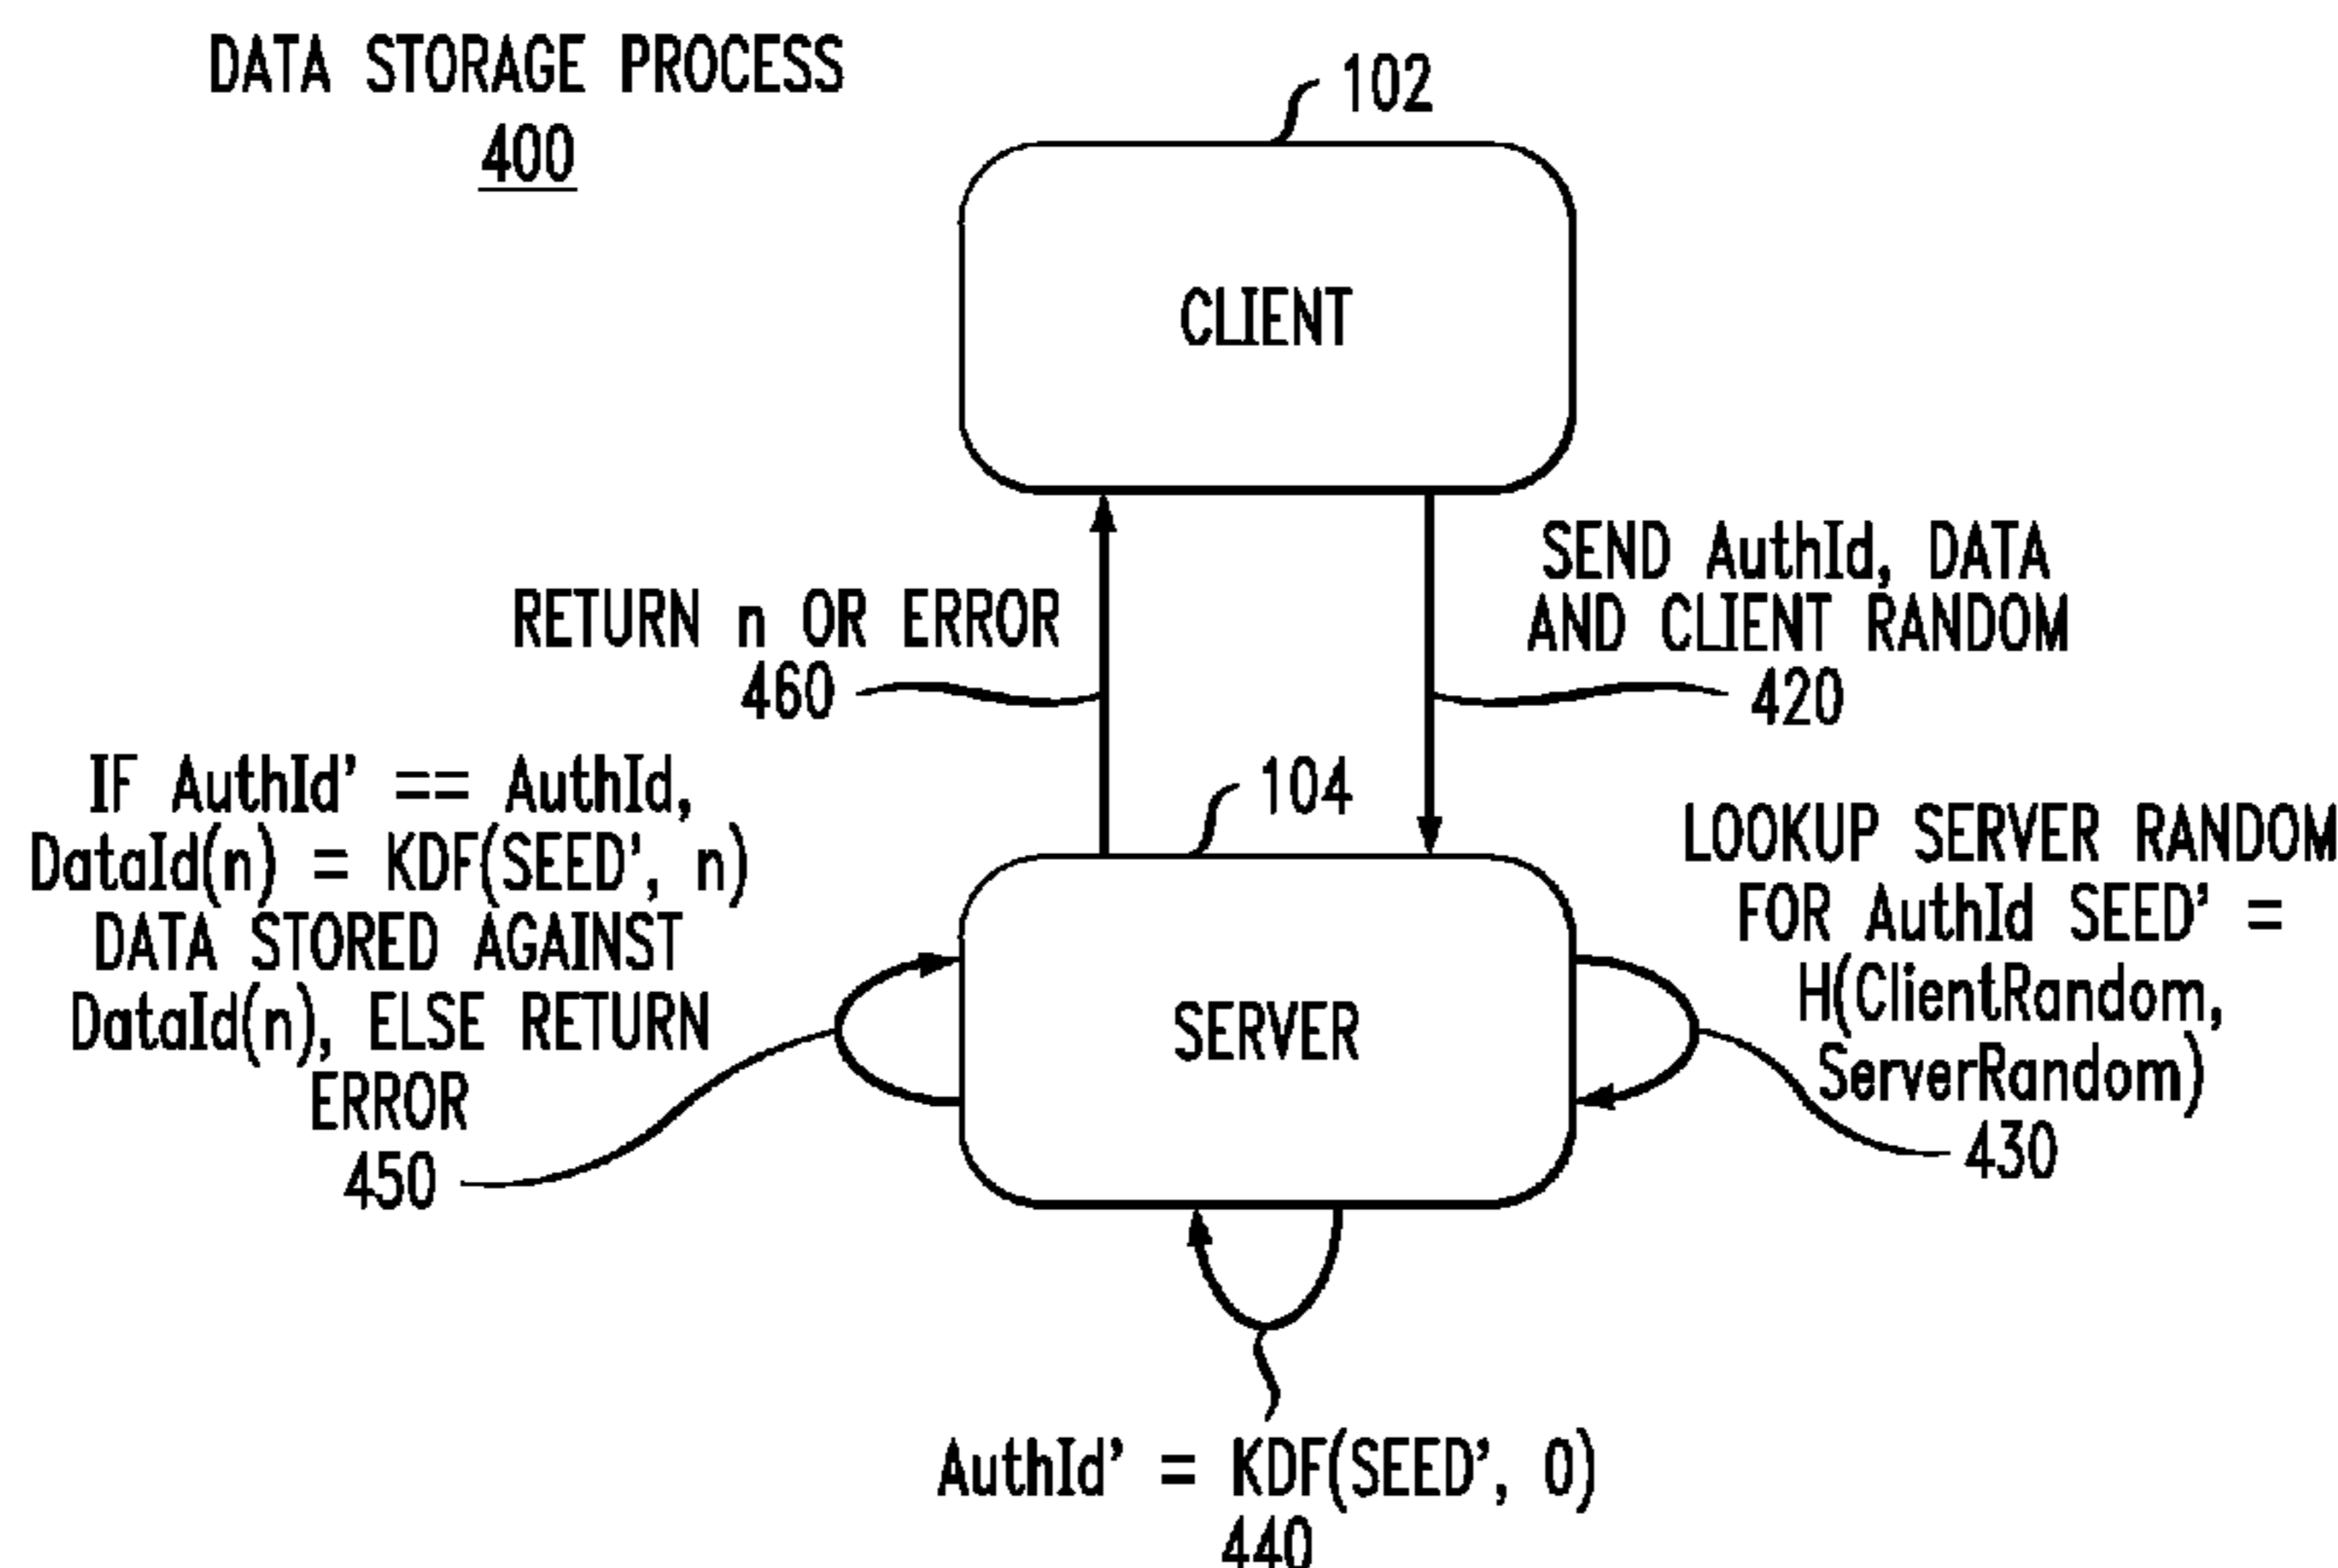 DATA STORAGE PROCESS
400
102
CLIENT
RETURN n OR ERROR
460
SEND AuthId, DATA
AND CLIENT RANDOM
420
IF AuthId' == AuthId,
DataId(n) = KDF(SEED', n)
DATA STORED AGAINST
DataId(n), ELSE RETURN
ERROR
450
104
SERVER
LOOKUP SERVER RANDOM
FOR AuthId SEED' =
H(ClientRandom,
ServerRandom)
430
AuthId' = KDF(SEED', 0)
440